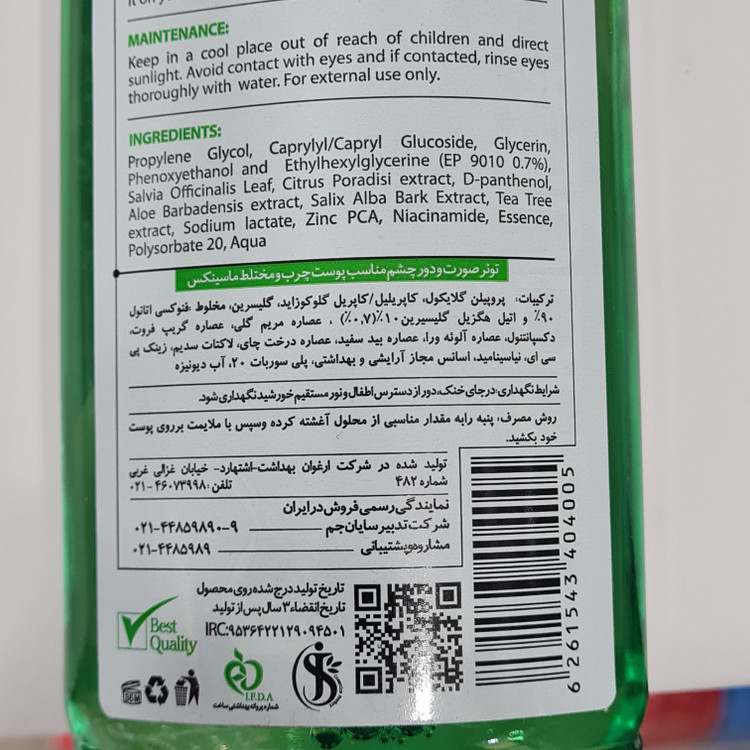 MAINTENANCE:
Keep in a cool place out of reach of children and direct
sunlight. Avoid contact with eyes and if contacted, rinse eyes
thoroughly with water. For external use only.
INGREDIENTS:
Propylene Glycol, Caprylyl/Capryl Glucoside, Glycerin,
Phenoxyethanol and Ethylhexylglycerine (EP 9010 0.7%),
Salvia Officinalis Leaf, Citrus Poradisi extract, D-panthenol,
Aloe Barbadensis extract, Salix Alba Bark Extract, Tea Tree
extract, Sodium lactate, Zinc PCA, Niacinamide, Essence,
Polysorbate 20, Aqua
تونر صورت و دور چشم مناسب پوست چرب و مختلط ماسینکس
ترکیبات: پروپیلن گلایکول، کاپریلیل/کاپریل گلوکوزاید، گلیسرین، مخلوط فنوکسی اتانول
۹۰٪ و اتیل هگزیل گلیسیرین ۱۰٪(۰,۷٪) ، عصاره مریم گلی، عصاره گریپ فروت،
دکسپانتنول، عصاره آلوئه ورا، عصاره بید سفید، عصاره درخت چای، لاکتات سدیم، زینک پی
سی ای، نیاسینامید، اسانس مجاز آرایشی و بهداشتی، پلی سوربات ۲۰، آب دیونیزه
شرایط نگهداری: در جای خنک، دور از دسترس اطفال و نور مستقیم خورشید نگهداری شود.
روش مصرف: پنبه رابه مقدار مناسبی از محلول آغشته کرده وسپس با ملایمت برروی پوست
خود بکشید.
تولید شده در شرکت ارغوان بهداشت-اشتهارد- خیابان غزالی غربی
شماره ۴۸۲ تلفن: ۴۶۰۷۳۹۹۸-۰۲۱
نمایندگی رسمی فروش در ایران
شرکت تدبیر سایان جم ۰۲۱-۴۴۸۵۹۸۹۰-۹
مشاوره و پشتیبانی ۰۲۱-۴۴۸۵۹۸۹
تاریخ تولید درج شده روی محصول
تاریخ انقضاء ۳ سال پس از تولید
IRC:۹۵۳۶۴۲۲۱۲۹۰۹۴۵۰۱
Best
Quality
I.F.D.A
شماره پروانه بهداشتی ساخت
6 261543 404005